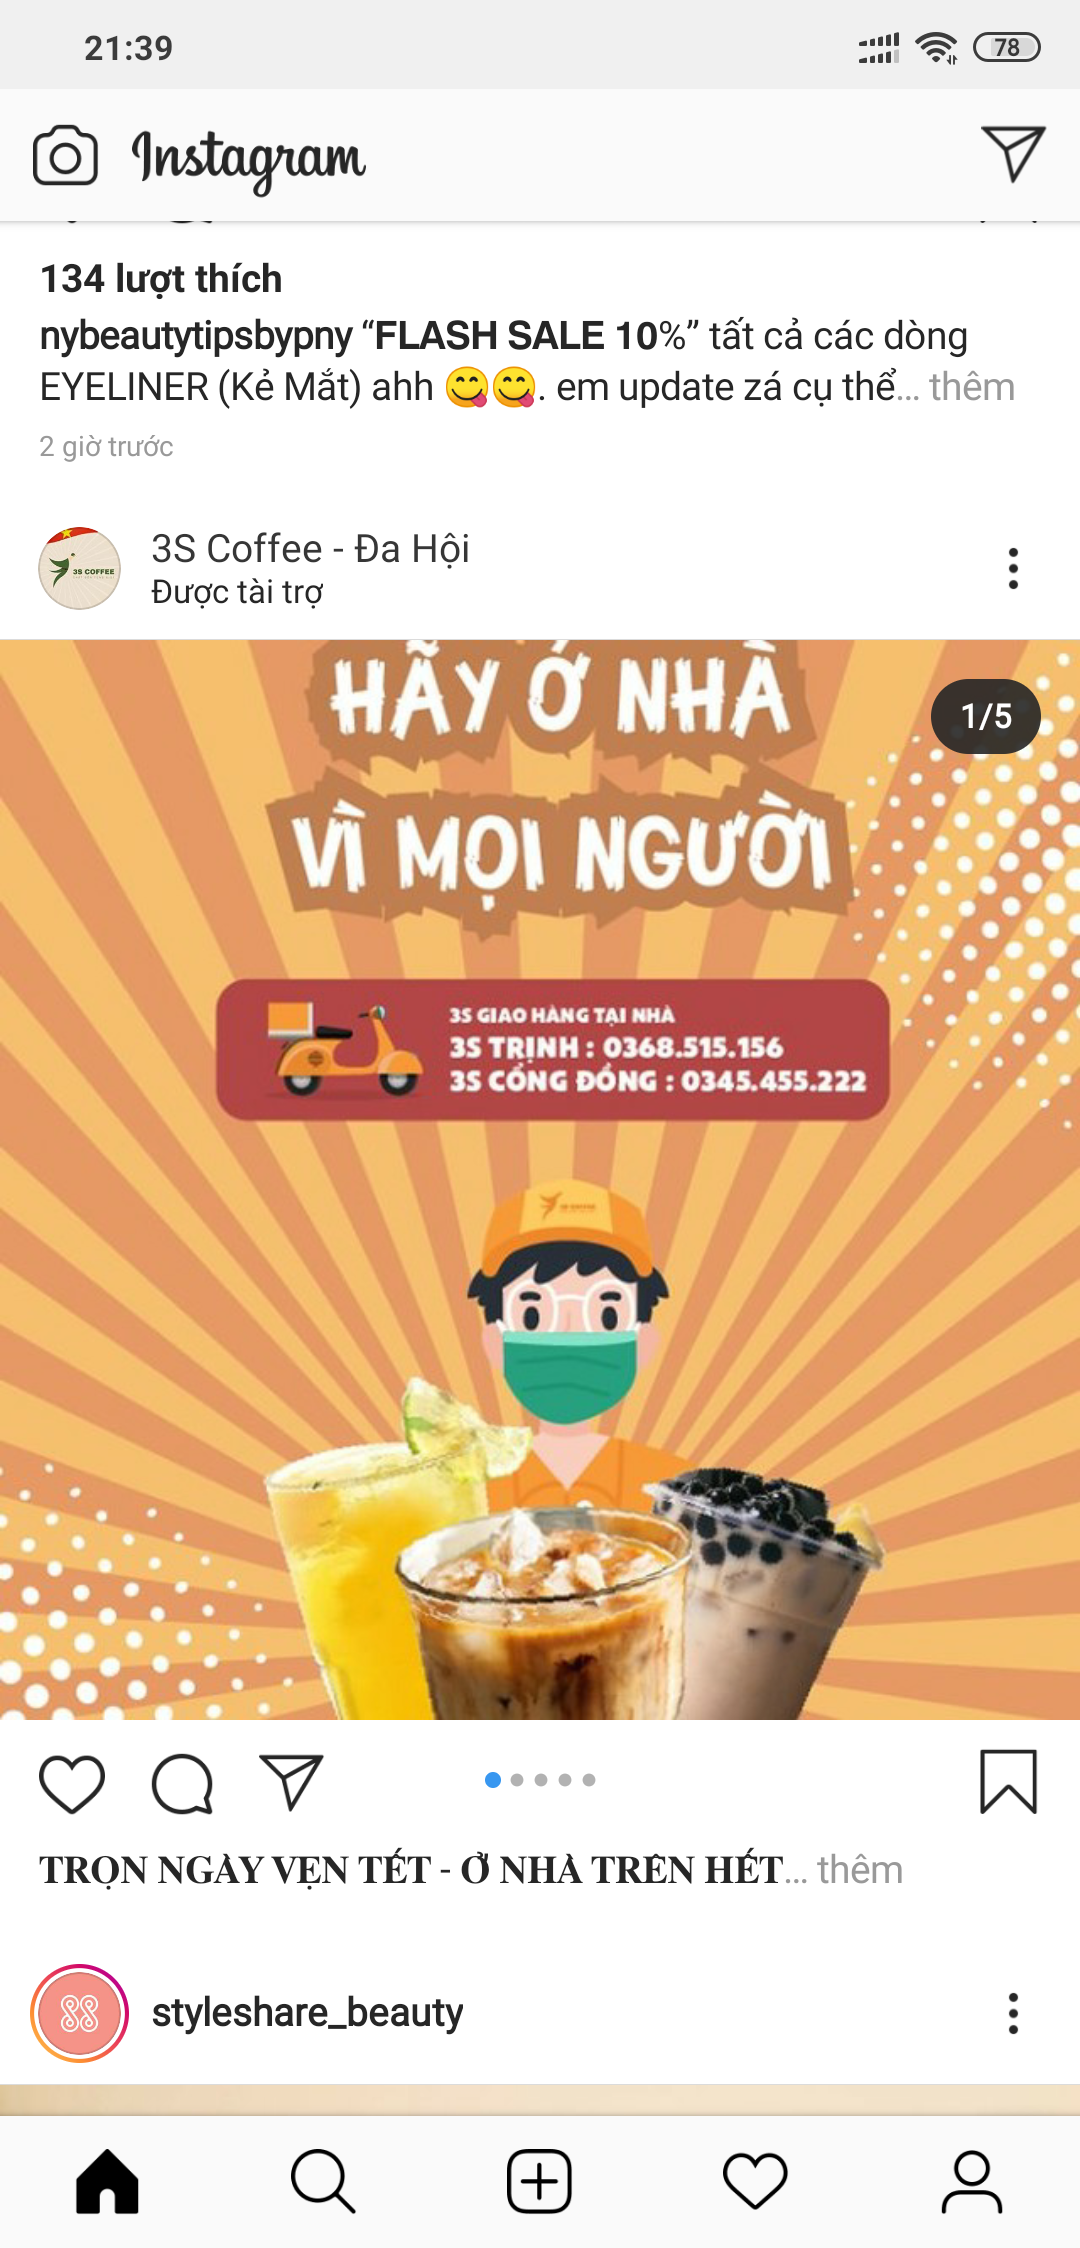 21:39
78
Instagram
134 lượt thích
nybeautytipsbypny “FLASH SALE 10%” tất cả các dòng
EYELINER (Kẻ Mắt) ahh 😋😋. em update zá cụ thể... thêm
2 giờ trước
3S COFFEE
3S Coffee - Đa Hội
Được tài trợ
HÃY Ở NHÀ
1/5
VÌ MỌI NGƯỜI
3S GIAO HÀNG TẠI NHÀ
3S TRỊNH : 0368.515.156
3S CỔNG ĐỒNG : 0345.455.222
TRỌN NGÀY VẸN TẾT - Ở NHÀ TRÊN HẾT... thêm
styleshare_beauty